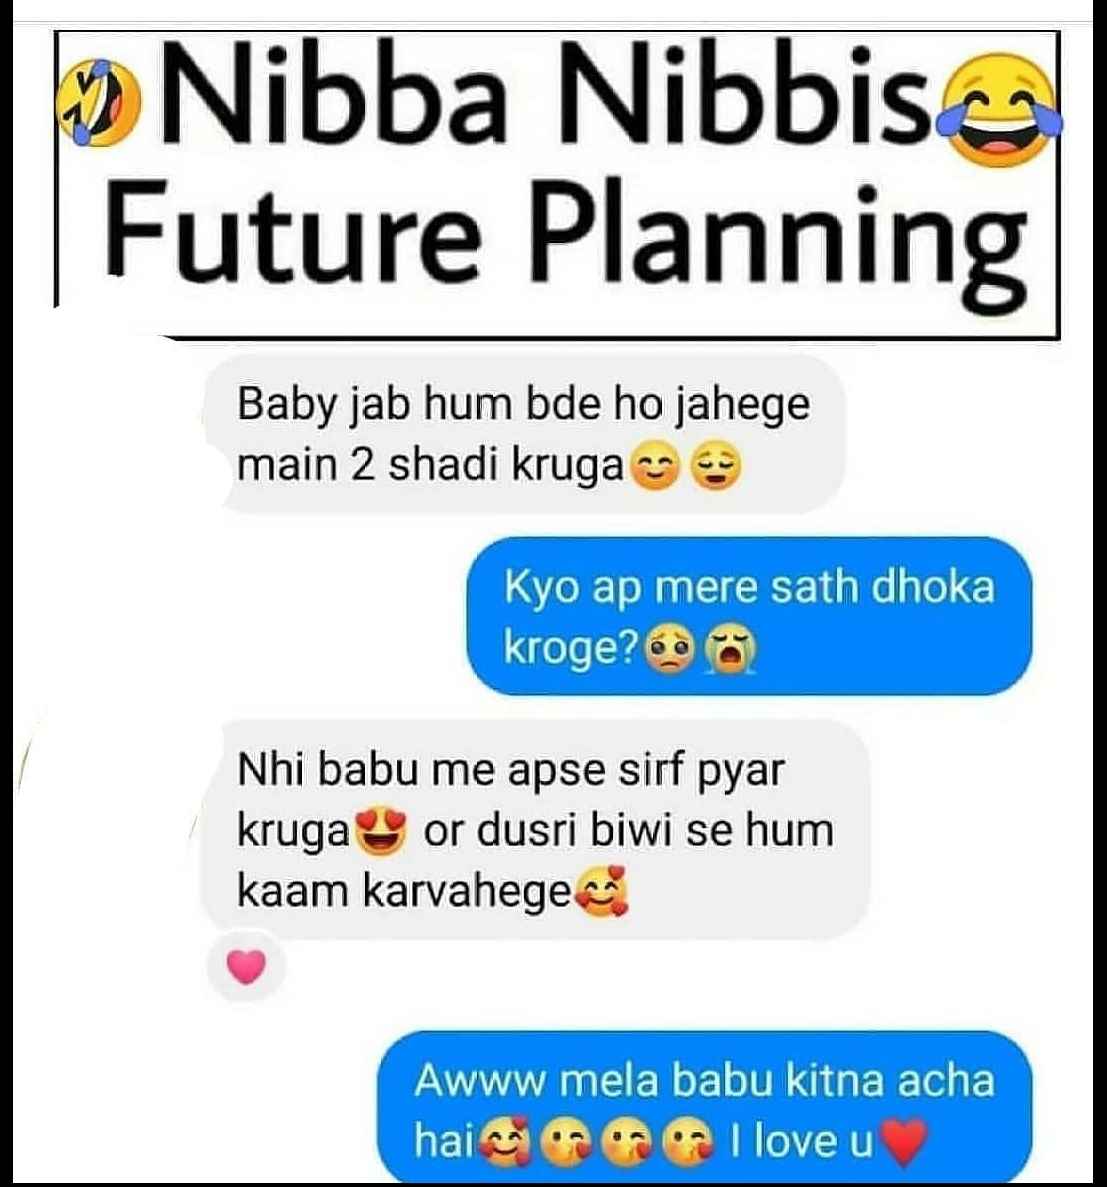 🤣Nibba Nibbis😂
Future Planning
Baby jab hum bde ho jahege
main 2 shadi kruga😊😌
Kyo ap mere sath dhoka
kroge?🥺😭
Nhi babu me apse sirf pyar
kruga😍 or dusri biwi se hum
kaam karvahege🥰
Awww mela babu kitna acha
hai🥰😘😘😘 I love u❤️